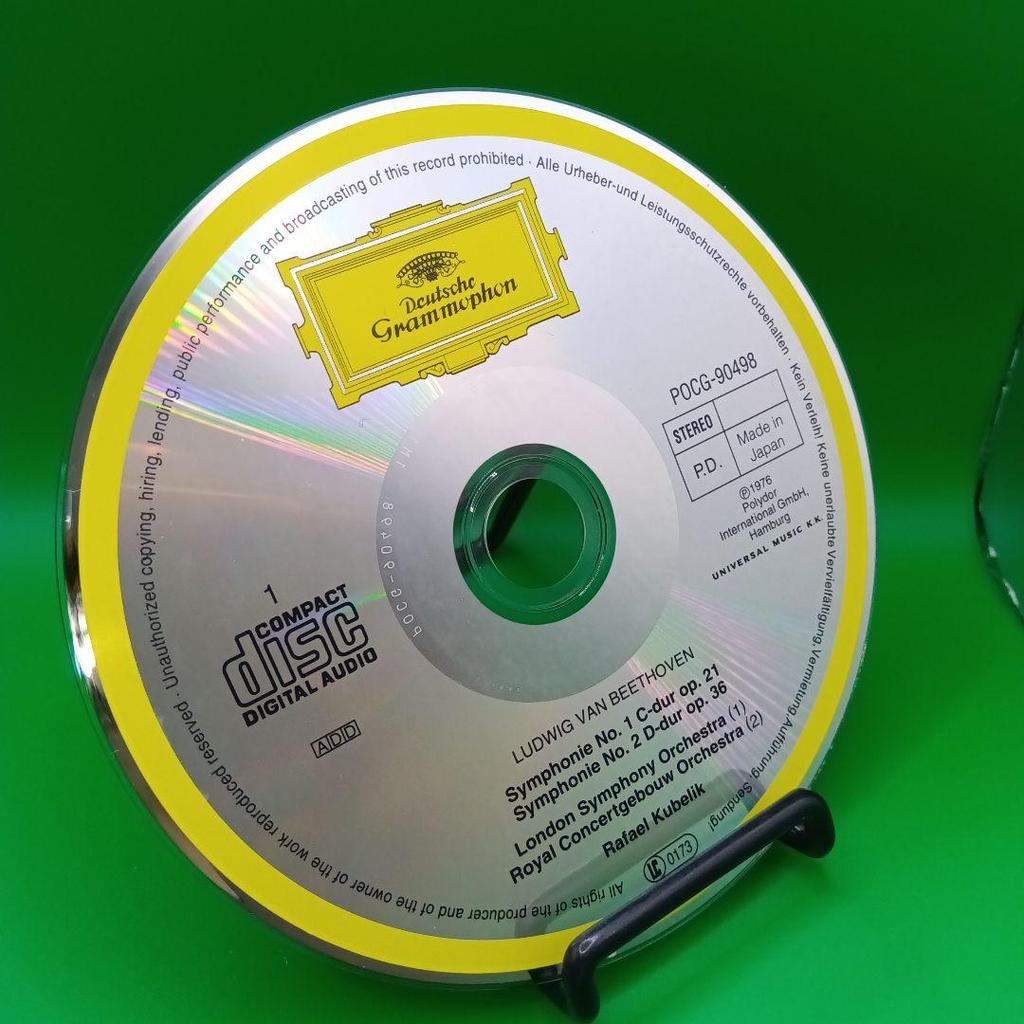 Unauthorized copying, hiring, lending, public performance and broadcasting of this record prohibited · Alle Urheber-und Leistungsschutzrechte vorbehalten · Kein Verleih! Keine unerlaubte Vervielfältigung, Vermietung, Aufführung, Sendung!
All rights of the producer and of the owner of the work reproduced reserved ·
Deutsche
Grammophon
POCG-90498
STEREO
P.D.
Made in
Japan
℗1976
Polydor
International GmbH,
Hamburg
UNIVERSAL MUSIC K.K.
POCG-90498
1
COMPACT
disc
DIGITAL AUDIO
ADD
LUDWIG VAN BEETHOVEN
Symphonie No. 1 C-dur op. 21
Symphonie No. 2 D-dur op. 36
London Symphony Orchestra (1)
Royal Concertgebouw Orchestra (2)
Rafael Kubelik
LC 0173